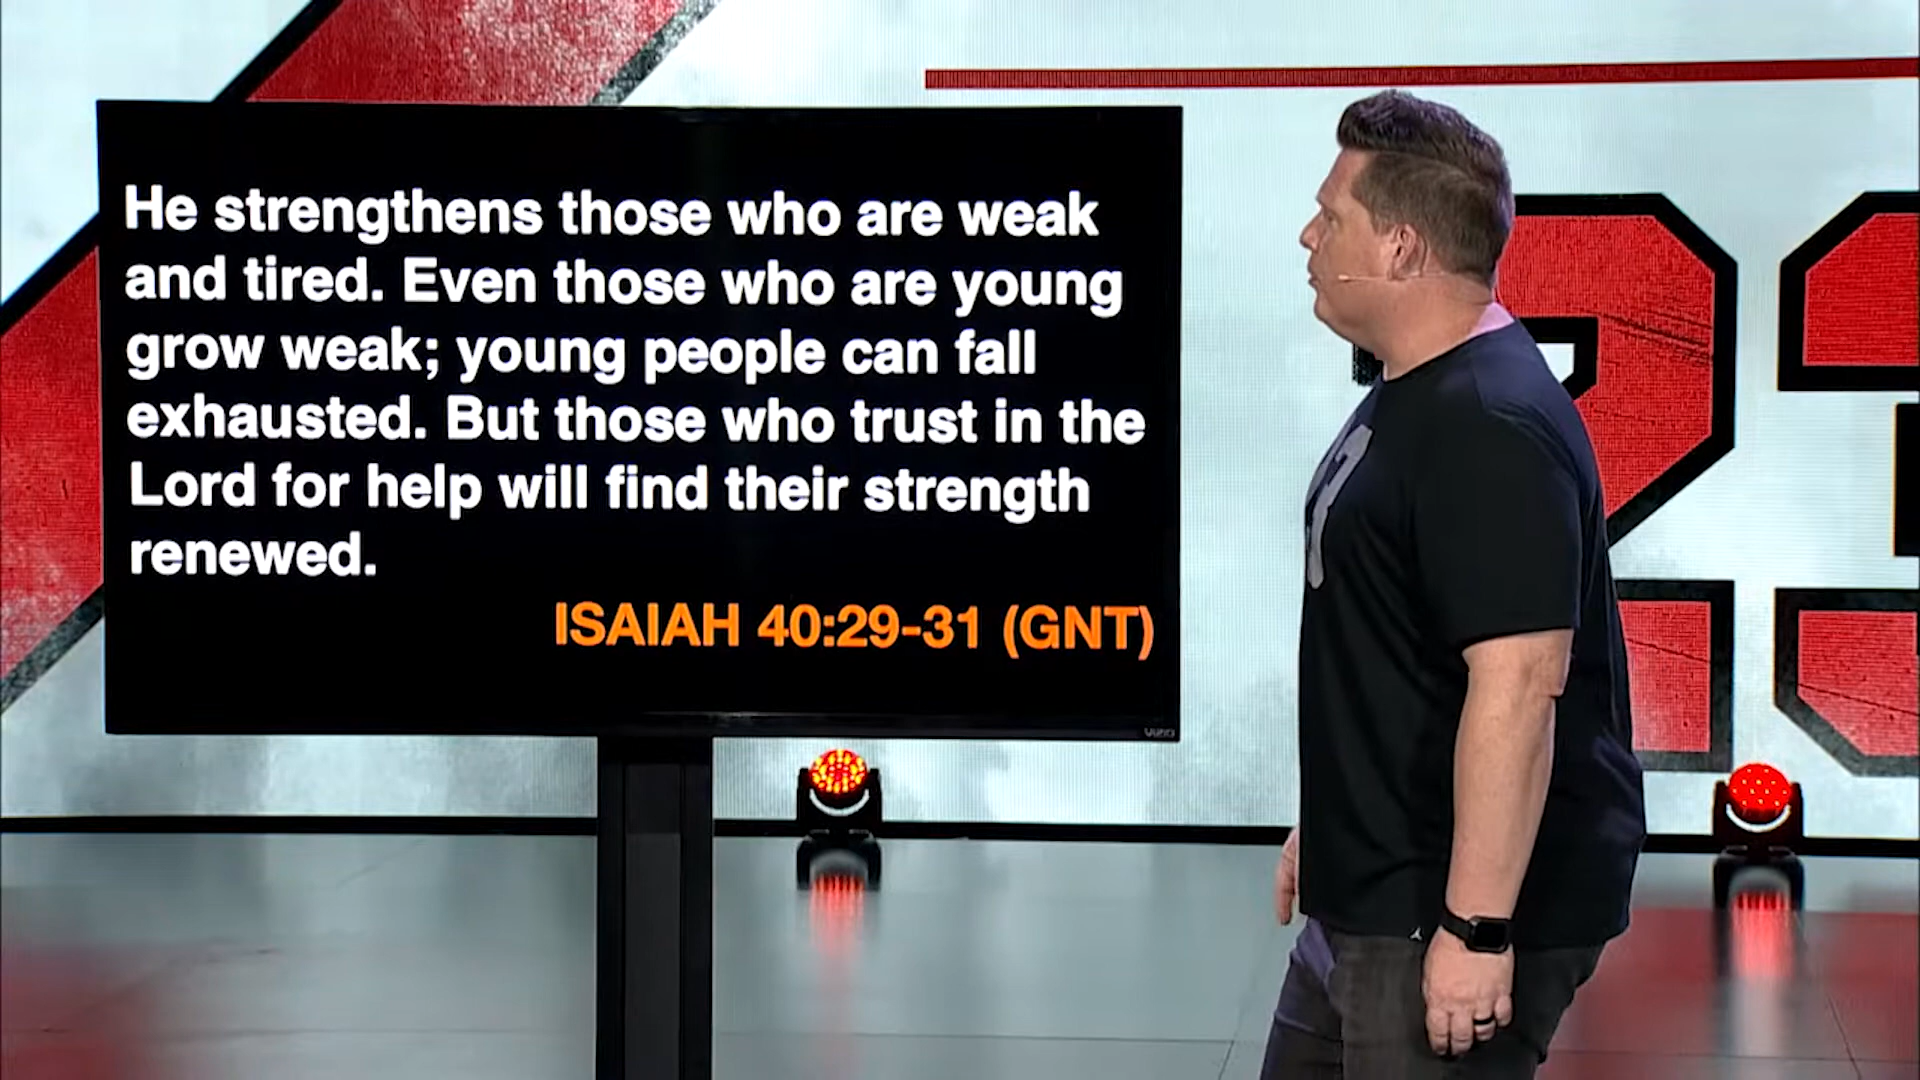 He strengthens those who are weak
and tired. Even those who are young
grow weak; young people can fall
exhausted. But those who trust in the
Lord for help will find their strength
renewed.
ISAIAH 40:29-31 (GNT)
VIZIO
23